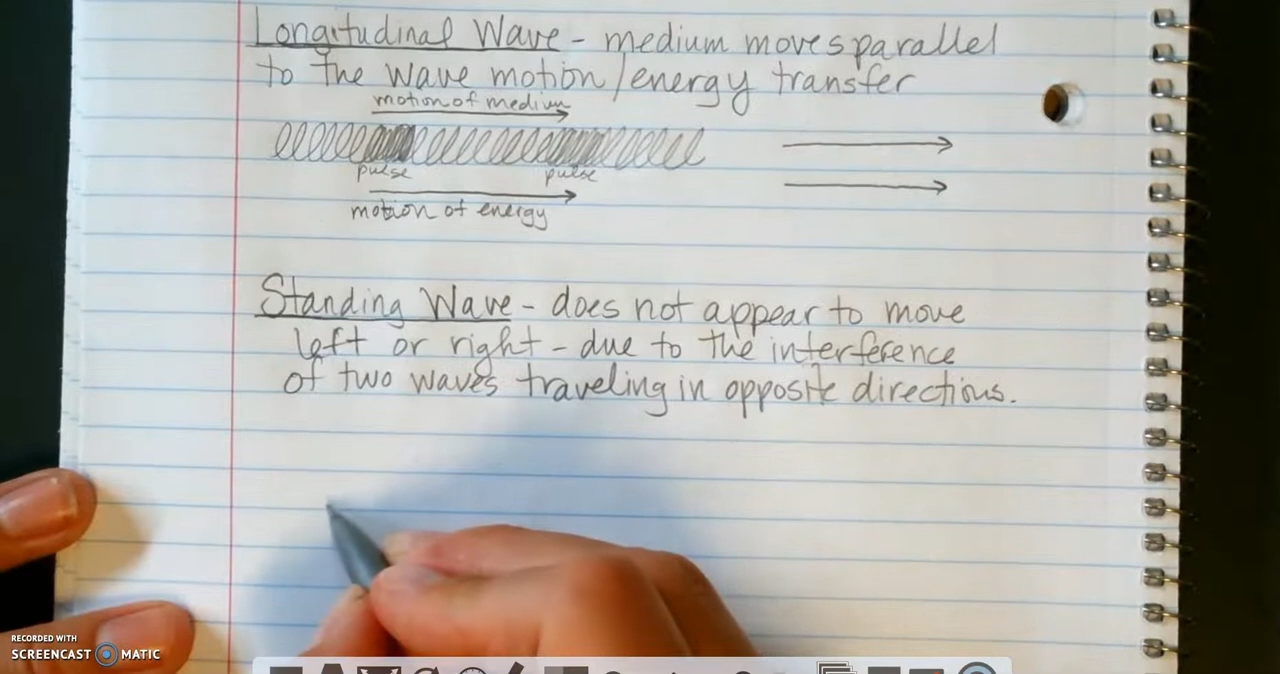 Longitudinal Wave - medium moves parallel
to the wave motion/energy transfer
motion of medium
pulse pulse
motion of energy
Standing Wave - does not appear to move
left or right - due to the interference
of two waves traveling in opposite directions.
RECORDED WITH
SCREENCAST MATIC